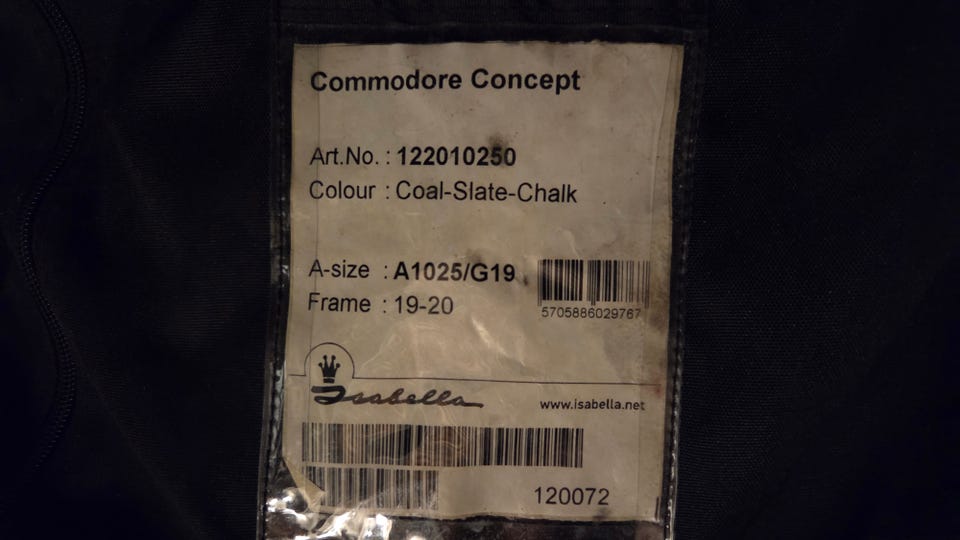 Commodore Concept
Art.No. : 122010250
Colour : Coal-Slate-Chalk
A-size : A1025/G19
Frame : 19-20
5705886029767
Isabella
www.isabella.net
120072